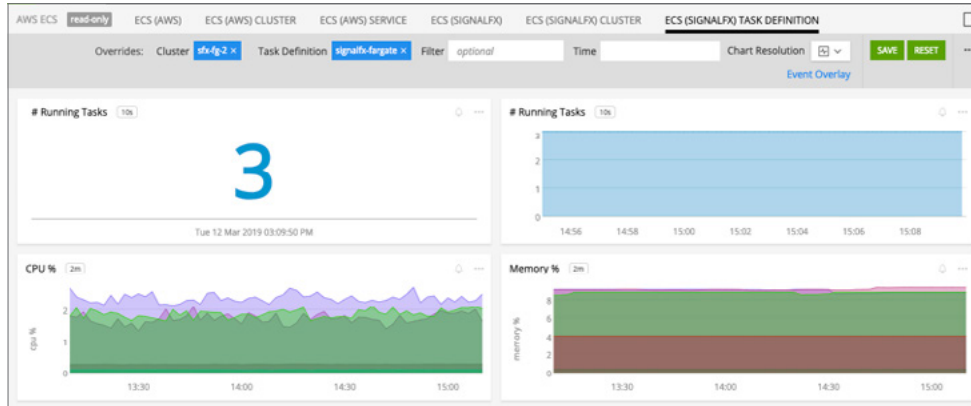 AWS ECS read-only ECS (AWS) ECS (AWS) CLUSTER ECS (AWS) SERVICE ECS (SIGNALFX) ECS (SIGNALFX) CLUSTER ECS (SIGNALFX) TASK DEFINITION
Overrides: Cluster sfx-fg-2 × Task Definition signalfx-fargate × Filter optional Time Chart Resolution SAVE RESET ...
Event Overlay
# Running Tasks 10s ...
3
Tue 12 Mar 2019 03:09:50 PM
# Running Tasks 10s ...
3
2
1
0
14:56 14:58 15:00 15:02 15:04 15:06 15:08
CPU % 2m ...
cpu %
2
1
0
13:30 14:00 14:30 15:00
Memory % 2m ...
memory %
8
6
4
2
0
13:30 14:00 14:30 15:00